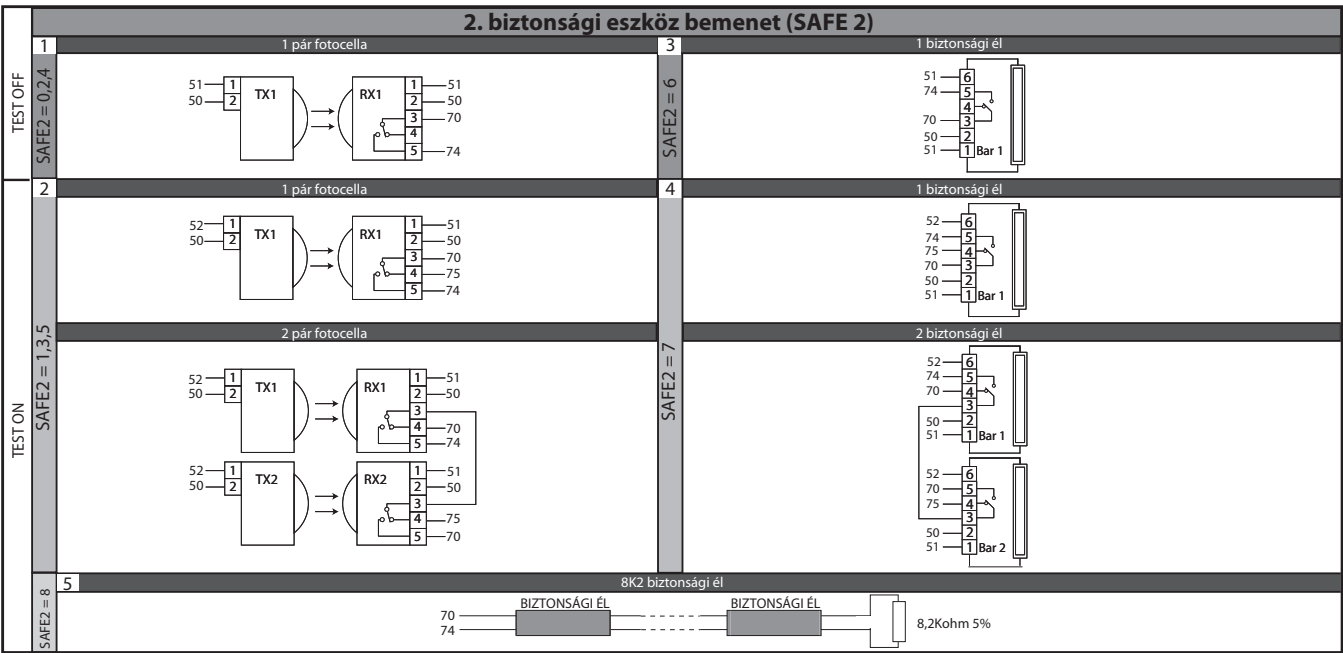 2. biztonsági eszköz bemenet (SAFE 2)
TEST OFF
1
1 pár fotocella
SAFE2 = 0,2,4
51 1 TX1 RX1 1 51
50 2 2 50
3 70
4
5 74
3
1 biztonsági él
SAFE2 = 6
51 6
74 5
4
70 3
50 2
51 1 Bar 1
TEST ON
2
1 pár fotocella
SAFE2 = 1,3,5
52 1 TX1 RX1 1 51
50 2 2 50
3 70
4 75
5 74
4
1 biztonsági él
SAFE2 = 7
52 6
74 5
75 4
70 3
50 2
51 1 Bar 1
2 pár fotocella
52 1 TX1 RX1 1 51
50 2 2 50
3
4 70
5 74
52 1 TX2 RX2 1 51
50 2 2 50
3
4 75
5 70
2 biztonsági él
52 6
74 5
70 4
3
50 2
51 1 Bar 1
52 6
70 5
75 4
3
50 2
51 1 Bar 2
SAFE2 = 8
5
8K2 biztonsági él
BIZTONSÁGI ÉL BIZTONSÁGI ÉL
70
74
8,2Kohm 5%